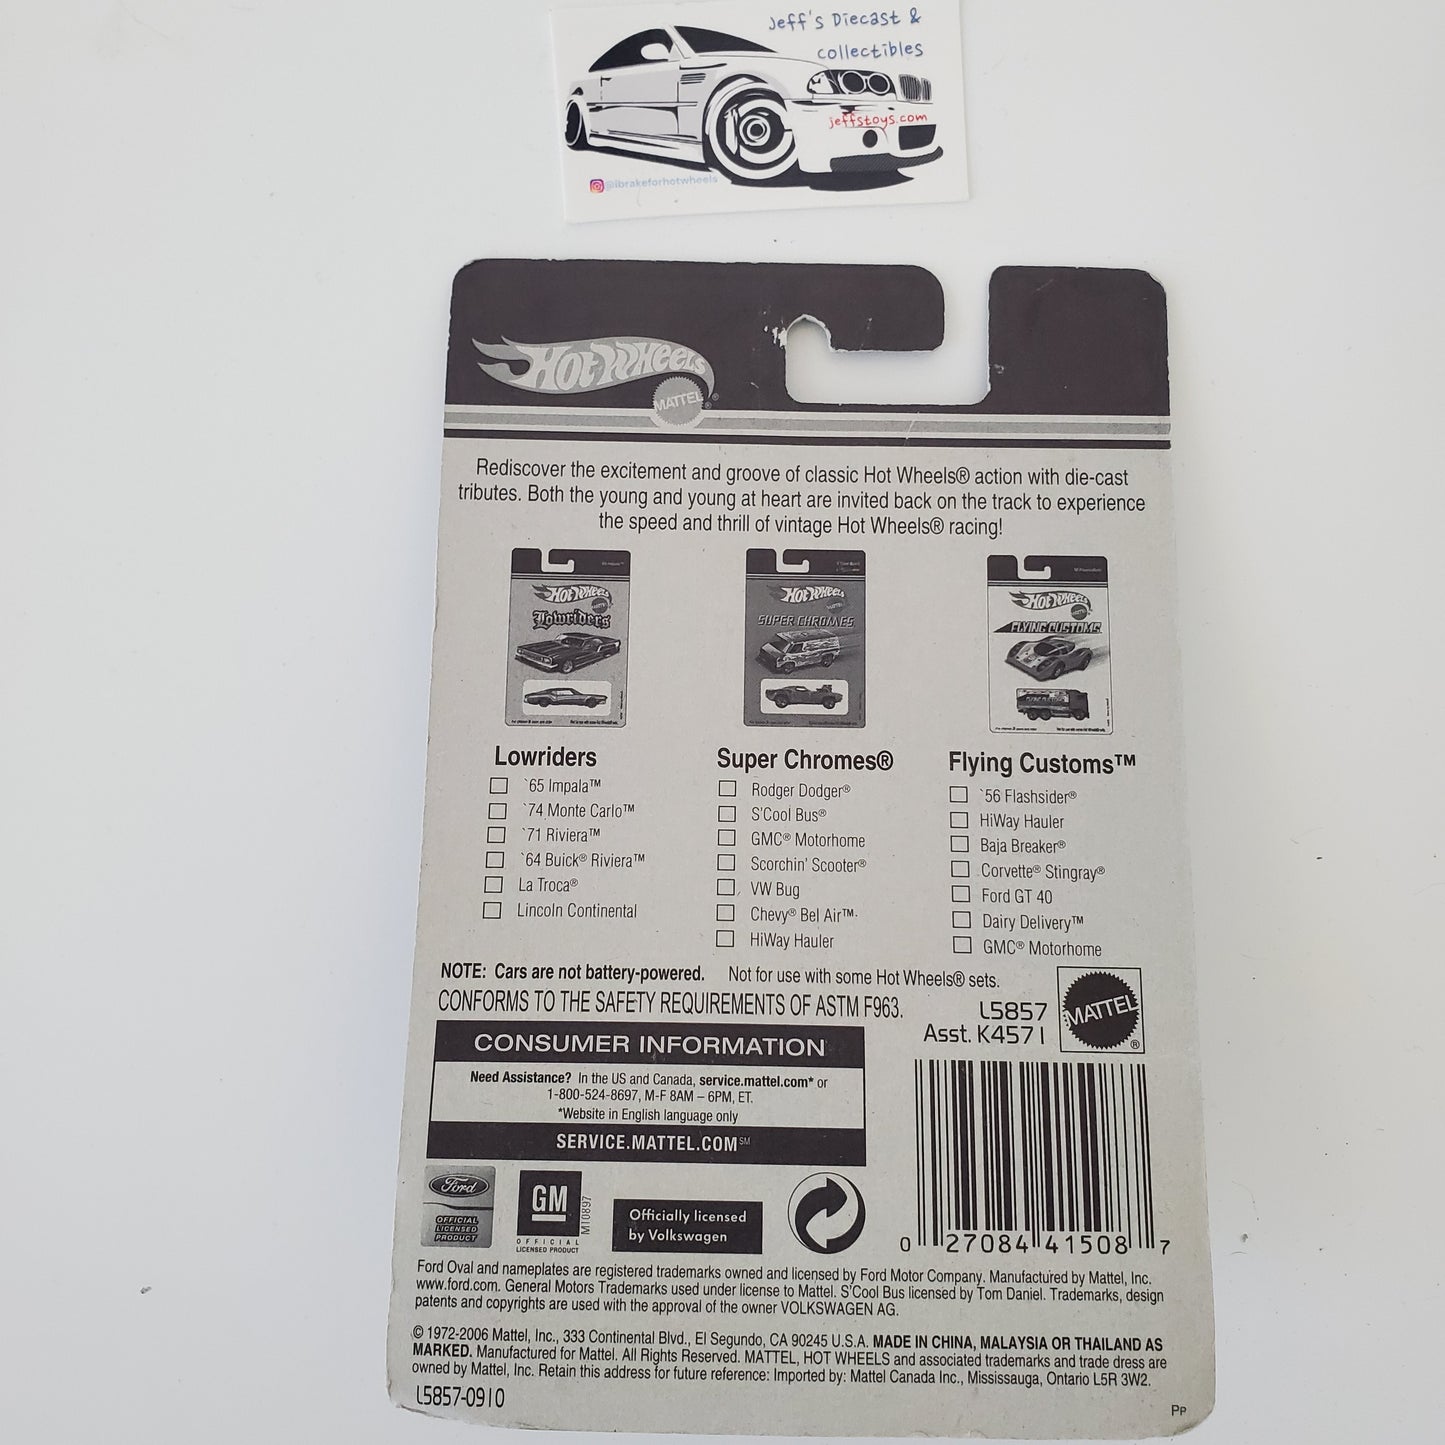 Jeff's Diecast &
collectibles
jeffstoys.com
@ibrakeforhotwheels
HOT WHEELS
MATTEL®
Rediscover the excitement and groove of classic Hot Wheels® action with die-cast
tributes. Both the young and young at heart are invited back on the track to experience
the speed and thrill of vintage Hot Wheels® racing!
HOT WHEELS
Lowriders
HOT WHEELS
SUPER CHROMES
HOT WHEELS
FLYING CUSTOMS
Lowriders
`65 Impala™
`74 Monte Carlo™
`71 Riviera™
`64 Buick® Riviera™
La Troca®
Lincoln Continental
Super Chromes®
Rodger Dodger®
S'Cool Bus®
GMC® Motorhome
Scorchin' Scooter®
VW Bug
Chevy® Bel Air™
HiWay Hauler
Flying Customs™
`56 Flashsider®
HiWay Hauler
Baja Breaker®
Corvette® Stingray®
Ford GT 40
Dairy Delivery™
GMC® Motorhome
NOTE: Cars are not battery-powered. Not for use with some Hot Wheels® sets.
CONFORMS TO THE SAFETY REQUIREMENTS OF ASTM F963.
L5857
Asst. K4571
MATTEL®
CONSUMER INFORMATION
Need Assistance? In the US and Canada, service.mattel.com* or
1-800-524-8697, M-F 8AM – 6PM, ET.
*Website in English language only
SERVICE.MATTEL.COM℠
Ford
OFFICIAL
LICENSED
PRODUCT
GM
OFFICIAL
LICENSED PRODUCT
M10897
Officially licensed
by Volkswagen
0 27084 41508 7
Ford Oval and nameplates are registered trademarks owned and licensed by Ford Motor Company. Manufactured by Mattel, Inc.
www.ford.com. General Motors Trademarks used under license to Mattel. S'Cool Bus licensed by Tom Daniel. Trademarks, design
patents and copyrights are used with the approval of the owner VOLKSWAGEN AG.
© 1972-2006 Mattel, Inc., 333 Continental Blvd., El Segundo, CA 90245 U.S.A. MADE IN CHINA, MALAYSIA OR THAILAND AS
MARKED. Manufactured for Mattel. All Rights Reserved. MATTEL, HOT WHEELS and associated trademarks and trade dress are
owned by Mattel, Inc. Retain this address for future reference: Imported by: Mattel Canada Inc., Mississauga, Ontario L5R 3W2.
L5857-0910
PP